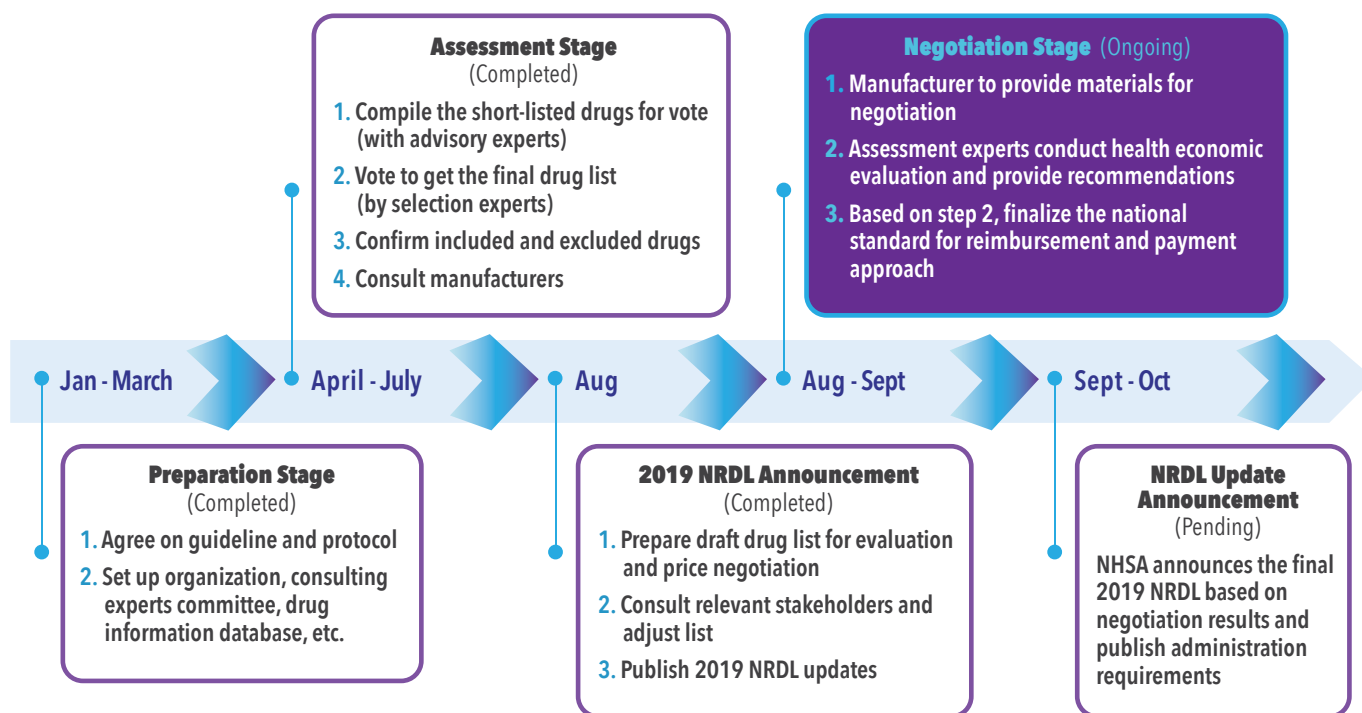 Assessment Stage
(Completed)
1. Compile the short-listed drugs for vote
(with advisory experts)
2. Vote to get the final drug list
(by selection experts)
3. Confirm included and excluded drugs
4. Consult manufacturers
Negotiation Stage (Ongoing)
1. Manufacturer to provide materials for
negotiation
2. Assessment experts conduct health economic
evaluation and provide recommendations
3. Based on step 2, finalize the national
standard for reimbursement and payment
approach
Jan - March
April - July
Aug
Aug - Sept
Sept - Oct
Preparation Stage
(Completed)
1. Agree on guideline and protocol
2. Set up organization, consulting
experts committee, drug
information database, etc.
2019 NRDL Announcement
(Completed)
1. Prepare draft drug list for evaluation
and price negotiation
2. Consult relevant stakeholders and
adjust list
3. Publish 2019 NRDL updates
NRDL Update
Announcement
(Pending)
NHSA announces the final
2019 NRDL based on
negotiation results and
publish administration
requirements